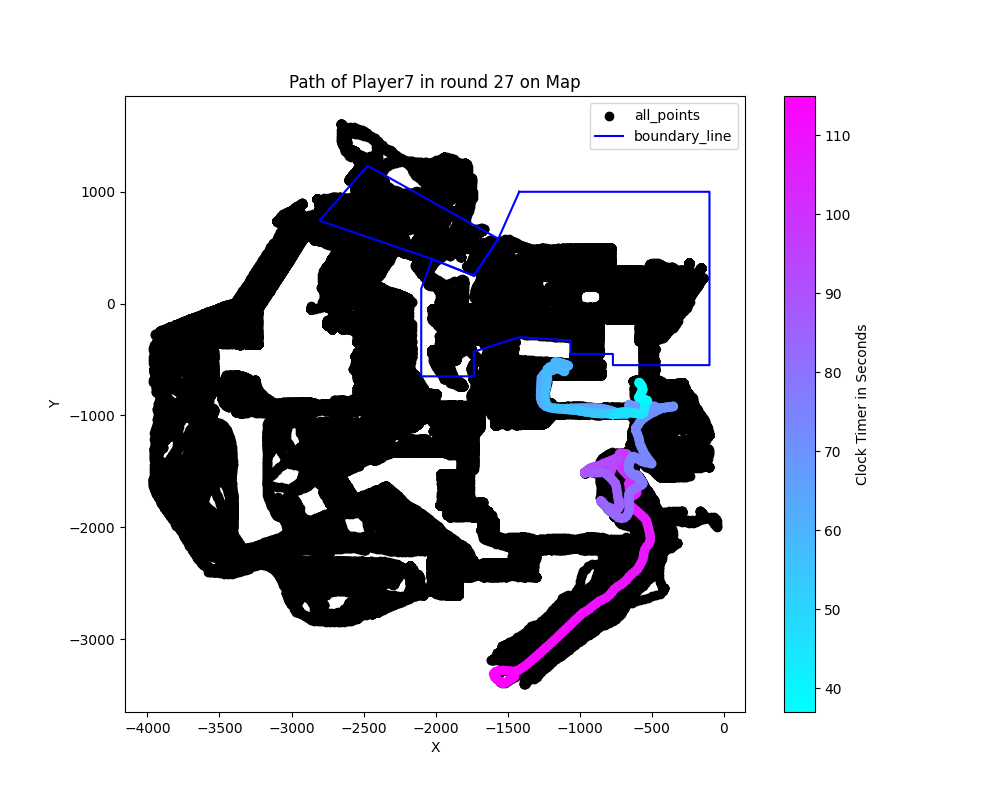 Path of Player7 in round 27 on Map
all_points
boundary_line
1000
0
−1000
−2000
−3000
Y
−4000 −3500 −3000 −2500 −2000 −1500 −1000 −500 0
X
110
100
90
80
70
60
50
40
Clock Timer in Seconds